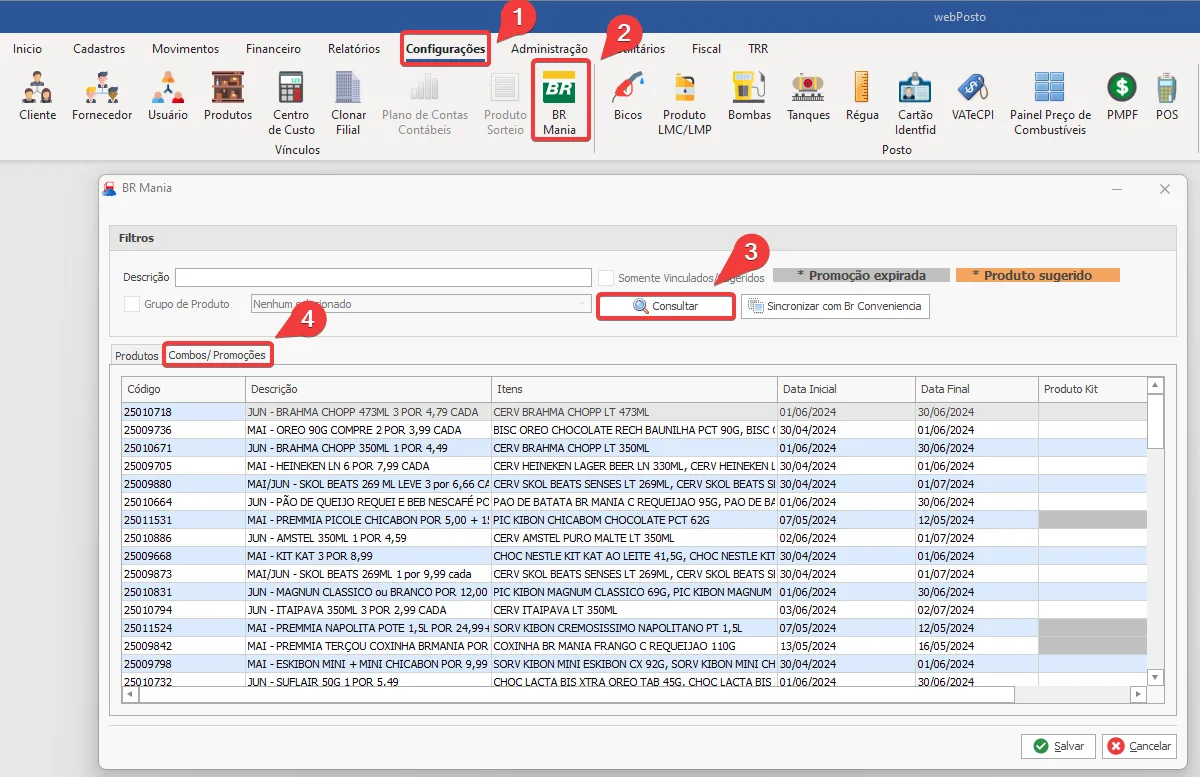 webPosto
1
2
Inicio Cadastros Movimentos Financeiro Relatórios Configurações Administração Utilitários Fiscal TRR
Cliente Fornecedor Usuário Produtos Centro de Custo Clonar Filial Plano de Contas Contábeis Produto Sorteio BR Mania Bicos Produto LMC/LMP Bombas Tanques Régua Cartão Identfid VATeCPI Painel Preço de Combustíveis PMPF POS
Vínculos Posto
BR Mania
Filtros
3
Descrição Somente Vinculados/Sugeridos * Promoção expirada * Produto sugerido
Grupo de Produto Nenhum selecionado Consultar Sincronizar com Br Conveniencia
4
Produtos Combos/Promoções
Código Descrição Itens Data Inicial Data Final Produto Kit
25010718 JUN - BRAHMA CHOPP 473ML 3 POR 4,79 CADA CERV BRAHMA CHOPP LT 473ML 01/06/2024 30/06/2024
25009736 MAI - OREO 90G COMPRE 2 POR 3,99 CADA BISC OREO CHOCOLATE RECH BAUNILHA PCT 90G, BISC C 30/04/2024 01/06/2024
25010671 JUN - BRAHMA CHOPP 350ML 1 POR 4,49 CERV BRAHMA CHOPP LT 350ML 01/06/2024 30/06/2024
25009705 MAI - HEINEKEN LN 6 POR 7,99 CADA CERV HEINEKEN LAGER BEER LN 330ML, CERV HEINEKEN L 30/04/2024 01/06/2024
25009880 MAI/JUN - SKOL BEATS 269 ML LEVE 3 por 6,66 CA CERV SKOL BEATS SENSES LT 269ML, CERV SKOL BEATS SI 30/04/2024 01/07/2024
25010664 JUN - PÃO DE QUEIJO REQUEI E BEB NESCAFÉ PO PAO DE BATATA BR MANIA C REQUEIJAO 95G, PAO DE BA 01/06/2024 30/06/2024
25011531 MAI - PREMMIA PICOLE CHICABON POR 5,00 + 15 PIC KIBON CHICABOM CHOCOLATE PCT 62G 07/05/2024 12/05/2024
25010886 JUN - AMSTEL 350ML 1 POR 4,59 CERV AMSTEL PURO MALTE LT 350ML 02/06/2024 01/07/2024
25009668 MAI - KIT KAT 3 POR 8,99 CHOC NESTLE KIT KAT AO LEITE 41,5G, CHOC NESTLE KIT 30/04/2024 01/06/2024
25009873 MAI/JUN - SKOL BEATS 269ML 1 por 9,99 cada CERV SKOL BEATS SENSES LT 269ML, CERV SKOL BEATS SI 30/04/2024 01/07/2024
25010831 JUN - MAGNUN CLASSICO ou BRANCO POR 12,00 PIC KIBON MAGNUM CLASSICO 69G, PIC KIBON MAGNUM 01/06/2024 30/06/2024
25010794 JUN - ITAIPAVA 350ML 3 POR 2,99 CADA CERV ITAIPAVA LT 350ML 03/06/2024 02/07/2024
25011524 MAI - PREMMIA NAPOLITA POTE 1,5L POR 24,99+ SORV KIBON CREMOSISSIMO NAPOLITANO PT 1,5L 07/05/2024 12/05/2024
25009842 MAI - PREMMIA TERÇOU COXINHA BRMANIA POR COXINHA BR MANIA FRANGO C REQUEIJAO 110G 13/05/2024 16/05/2024
25009798 MAI - ESKIBON MINI + MINI CHICABON POR 9,99 SORV KIBON MINI ESKIBON CX 92G, SORV KIBON MINI CH 30/04/2024 01/06/2024
25010732 JUN - SUFLAIR 50G 1 POR 5,49 CHOC LACTA BIS XTRA OREO TAB 45G, CHOC LACTA BIS 01/06/2024 30/06/2024
Salvar Cancelar